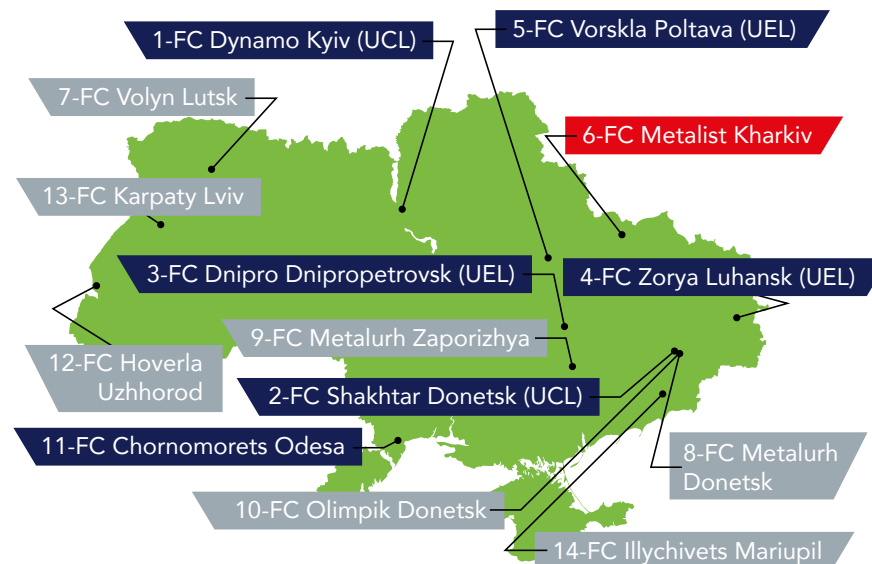 1-FC Dynamo Kyiv (UCL)
5-FC Vorskla Poltava (UEL)
7-FC Volyn Lutsk
6-FC Metalist Kharkiv
13-FC Karpaty Lviv
3-FC Dnipro Dnipropetrovsk (UEL)
4-FC Zorya Luhansk (UEL)
9-FC Metalurh Zaporizhya
12-FC Hoverla
Uzhhorod
2-FC Shakhtar Donetsk (UCL)
11-FC Chornomorets Odesa
8-FC Metalurh
Donetsk
10-FC Olimpik Donetsk
14-FC Illychivets Mariupil